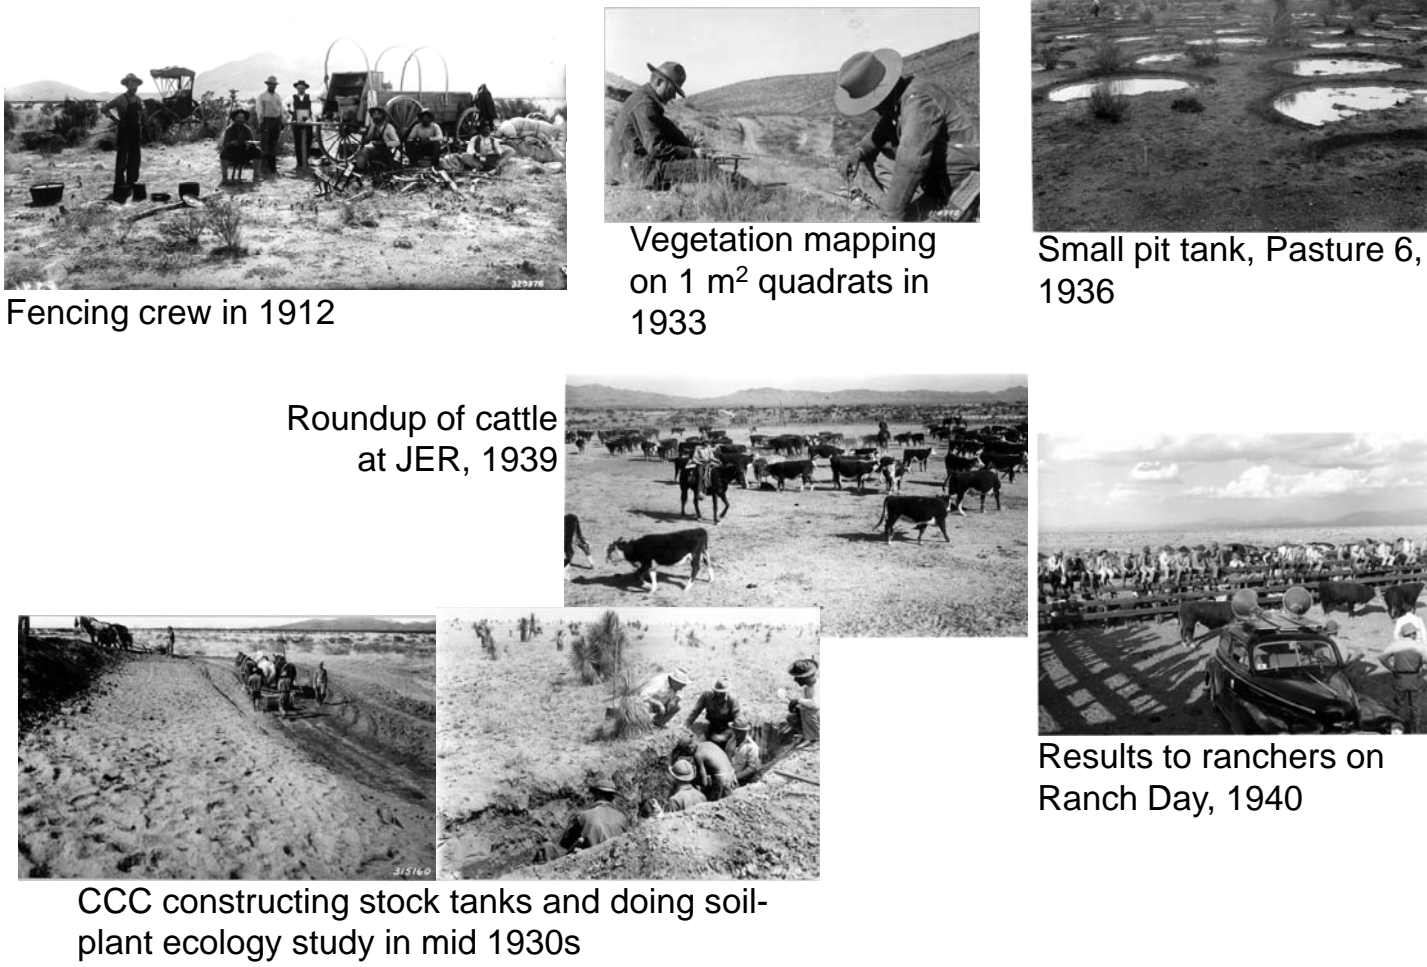 Fencing crew in 1912
Vegetation mapping
on 1 m² quadrats in
1933
Small pit tank, Pasture 6,
1936
Roundup of cattle
at JER, 1939
315160
CCC constructing stock tanks and doing soil-
plant ecology study in mid 1930s
Results to ranchers on
Ranch Day, 1940